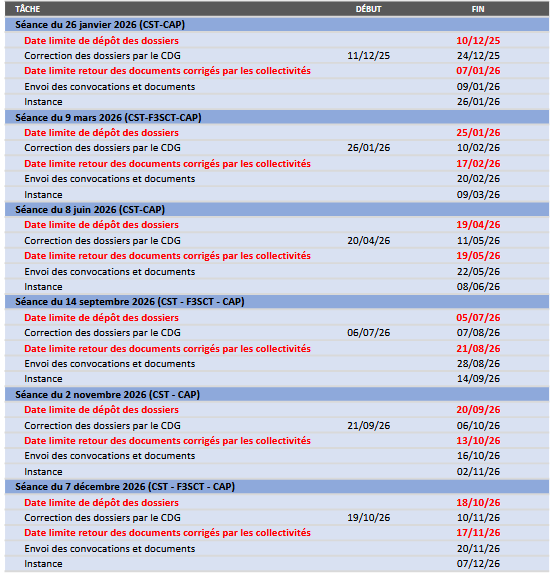 TÂCHE DÉBUT FIN
Séance du 26 janvier 2026 (CST-CAP)
Date limite de dépôt des dossiers 10/12/25
Correction des dossiers par le CDG 11/12/25 24/12/25
Date limite retour des documents corrigés par les collectivités 07/01/26
Envoi des convocations et documents 09/01/26
Instance 26/01/26
Séance du 9 mars 2026 (CST-F3SCT-CAP)
Date limite de dépôt des dossiers 25/01/26
Correction des dossiers par le CDG 26/01/26 10/02/26
Date limite retour des documents corrigés par les collectivités 17/02/26
Envoi des convocations et documents 20/02/26
Instance 09/03/26
Séance du 8 juin 2026 (CST-CAP)
Date limite de dépôt des dossiers 19/04/26
Correction des dossiers par le CDG 20/04/26 11/05/26
Date limite retour des documents corrigés par les collectivités 19/05/26
Envoi des convocations et documents 22/05/26
Instance 08/06/26
Séance du 14 septembre 2026 (CST - F3SCT - CAP)
Date limite de dépôt des dossiers 05/07/26
Correction des dossiers par le CDG 06/07/26 07/08/26
Date limite retour des documents corrigés par les collectivités 21/08/26
Envoi des convocations et documents 28/08/26
Instance 14/09/26
Séance du 2 novembre 2026 (CST - CAP)
Date limite de dépôt des dossiers 20/09/26
Correction des dossiers par le CDG 21/09/26 06/10/26
Date limite retour des documents corrigés par les collectivités 13/10/26
Envoi des convocations et documents 16/10/26
Instance 02/11/26
Séance du 7 décembre 2026 (CST - F3SCT - CAP)
Date limite de dépôt des dossiers 18/10/26
Correction des dossiers par le CDG 19/10/26 10/11/26
Date limite retour des documents corrigés par les collectivités 17/11/26
Envoi des convocations et documents 20/11/26
Instance 07/12/26